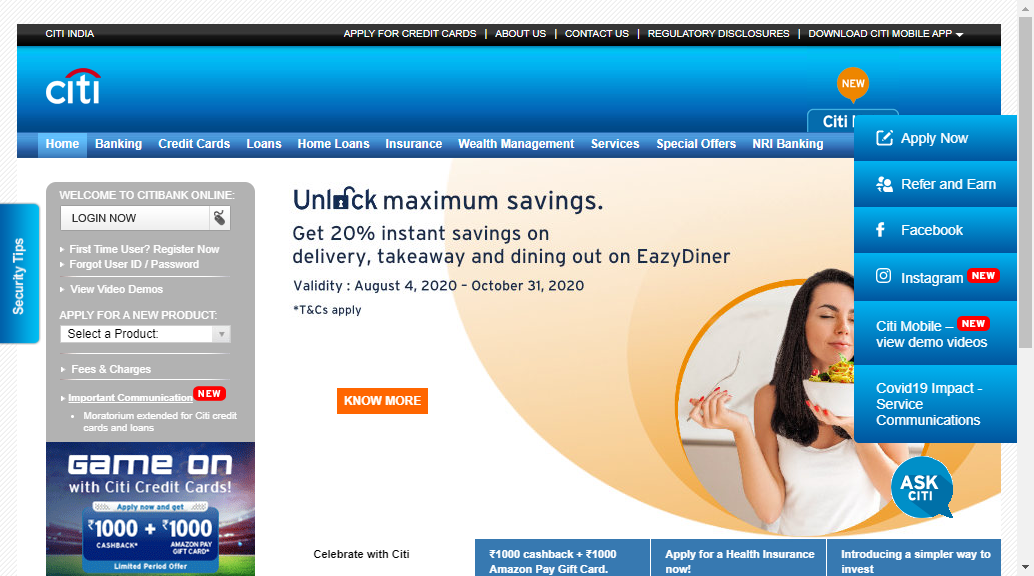 CITI INDIA
APPLY FOR CREDIT CARDS | ABOUT US | CONTACT US | REGULATORY DISCLOSURES | DOWNLOAD CITI MOBILE APP
citi
NEW
Citi
Home Banking Credit Cards Loans Home Loans Insurance Wealth Management Services Special Offers NRI Banking
Apply Now
Refer and Earn
Facebook
Instagram NEW
Citi Mobile – NEW
view demo videos
Covid19 Impact -
Service
Communications
Security Tips
WELCOME TO CITIBANK ONLINE:
LOGIN NOW
First Time User? Register Now
Forgot User ID / Password
View Video Demos
APPLY FOR A NEW PRODUCT:
Select a Product:
Fees & Charges
Important Communication NEW
Moratorium extended for Citi credit
cards and loans
GAME ON
with Citi Credit Cards!
Apply now and get
₹1000 + ₹1000
CASHBACK* AMAZON PAY
GIFT CARD*
Limited Period Offer
Unlock maximum savings.
Get 20% instant savings on
delivery, takeaway and dining out on EazyDiner
Validity : August 4, 2020 – October 31, 2020
*T&Cs apply
KNOW MORE
ASK
CITI
Celebrate with Citi
₹1000 cashback + ₹1000
Amazon Pay Gift Card.
Apply for a Health Insurance
now!
Introducing a simpler way to
invest